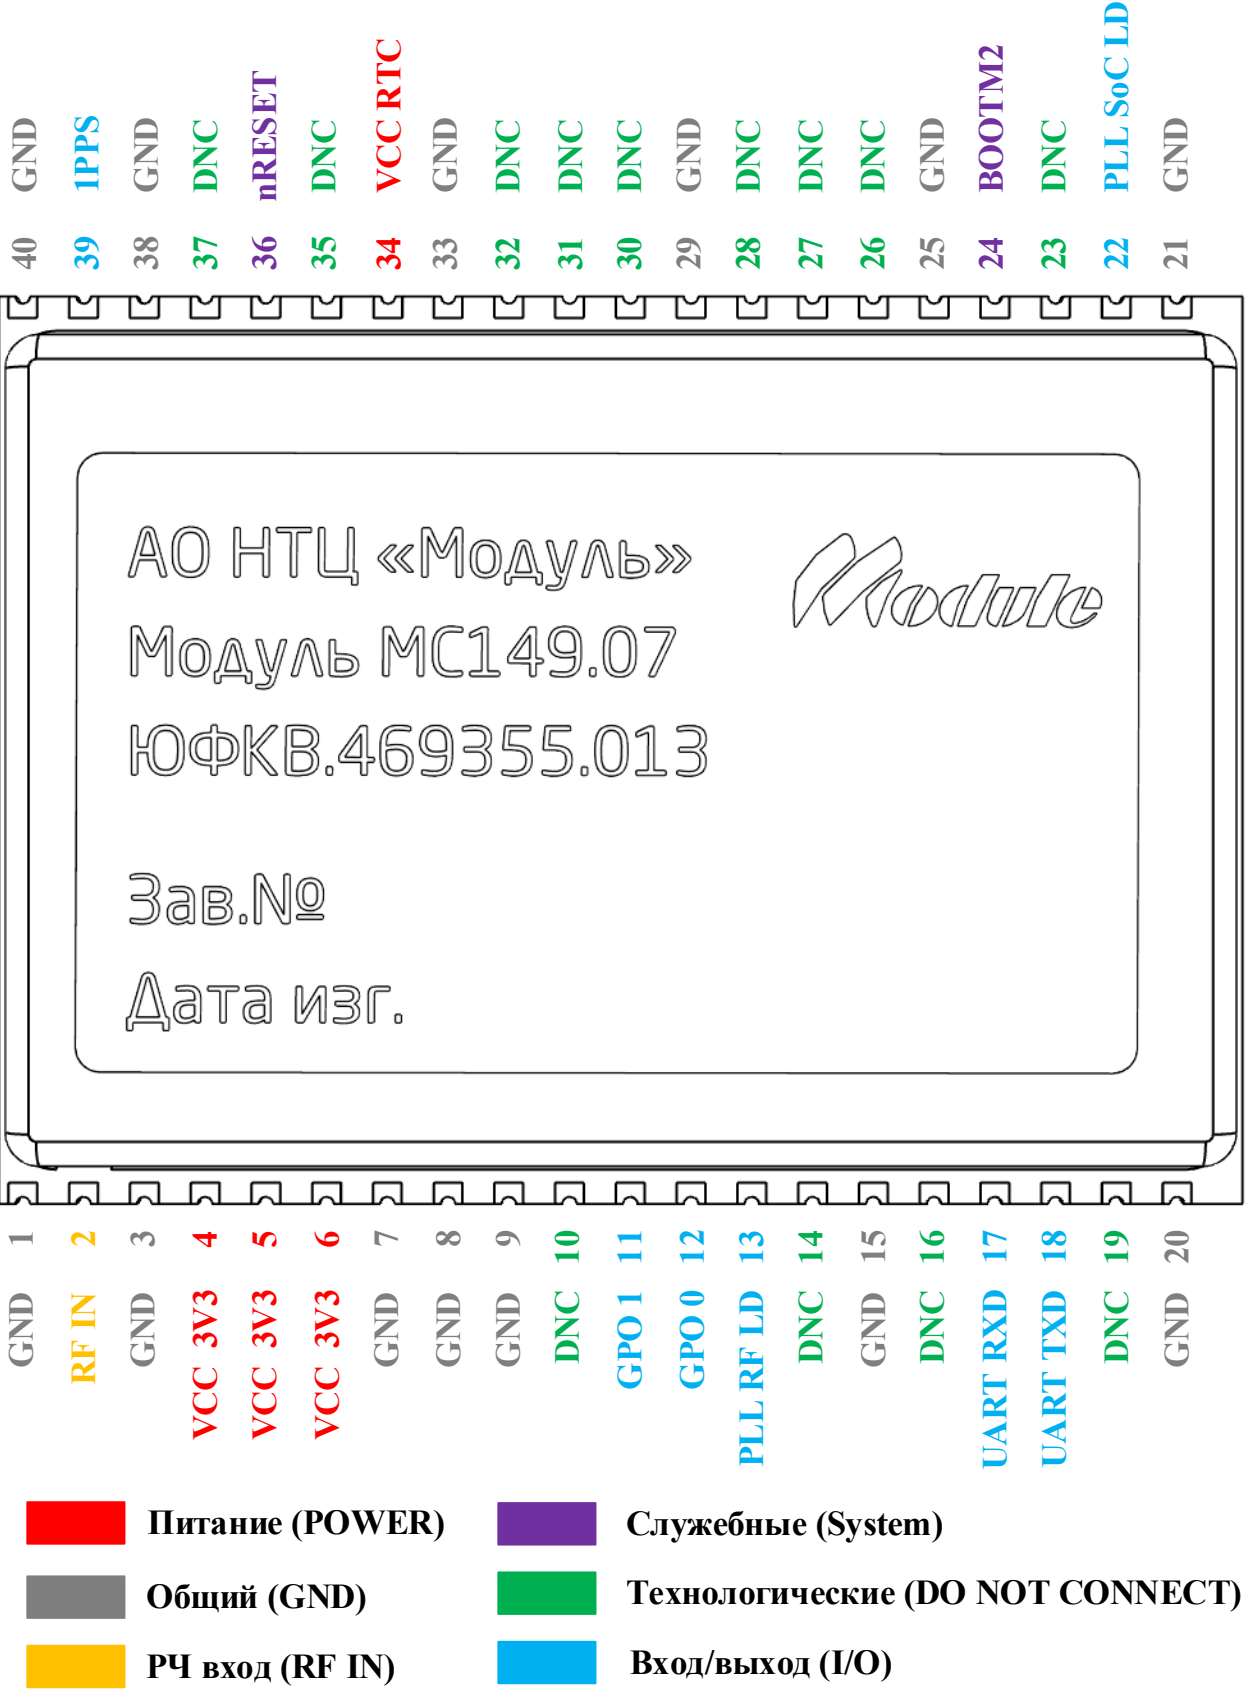 GND 1PPS GND DNC nRESET DNC VCC RTC GND DNC DNC DNC GND DNC DNC DNC GND BOOTM2 DNC PLL SoC LD GND
40 39 38 37 36 35 34 33 32 31 30 29 28 27 26 25 24 23 22 21
АО НТЦ «Модуль»
Module
Модуль МС149.07
ЮФКВ.469355.013
Зав.№
Дата изг.
1 2 3 4 5 6 7 8 9 10 11 12 13 14 15 16 17 18 19 20
GND RF IN GND VCC 3V3 VCC 3V3 VCC 3V3 GND GND GND DNC GPO 1 GPO 0 PLL RF LD DNC GND DNC UART RXD UART TXD DNC GND
Питание (POWER)
Служебные (System)
Общий (GND)
Технологические (DO NOT CONNECT)
РЧ вход (RF IN)
Вход/выход (I/O)